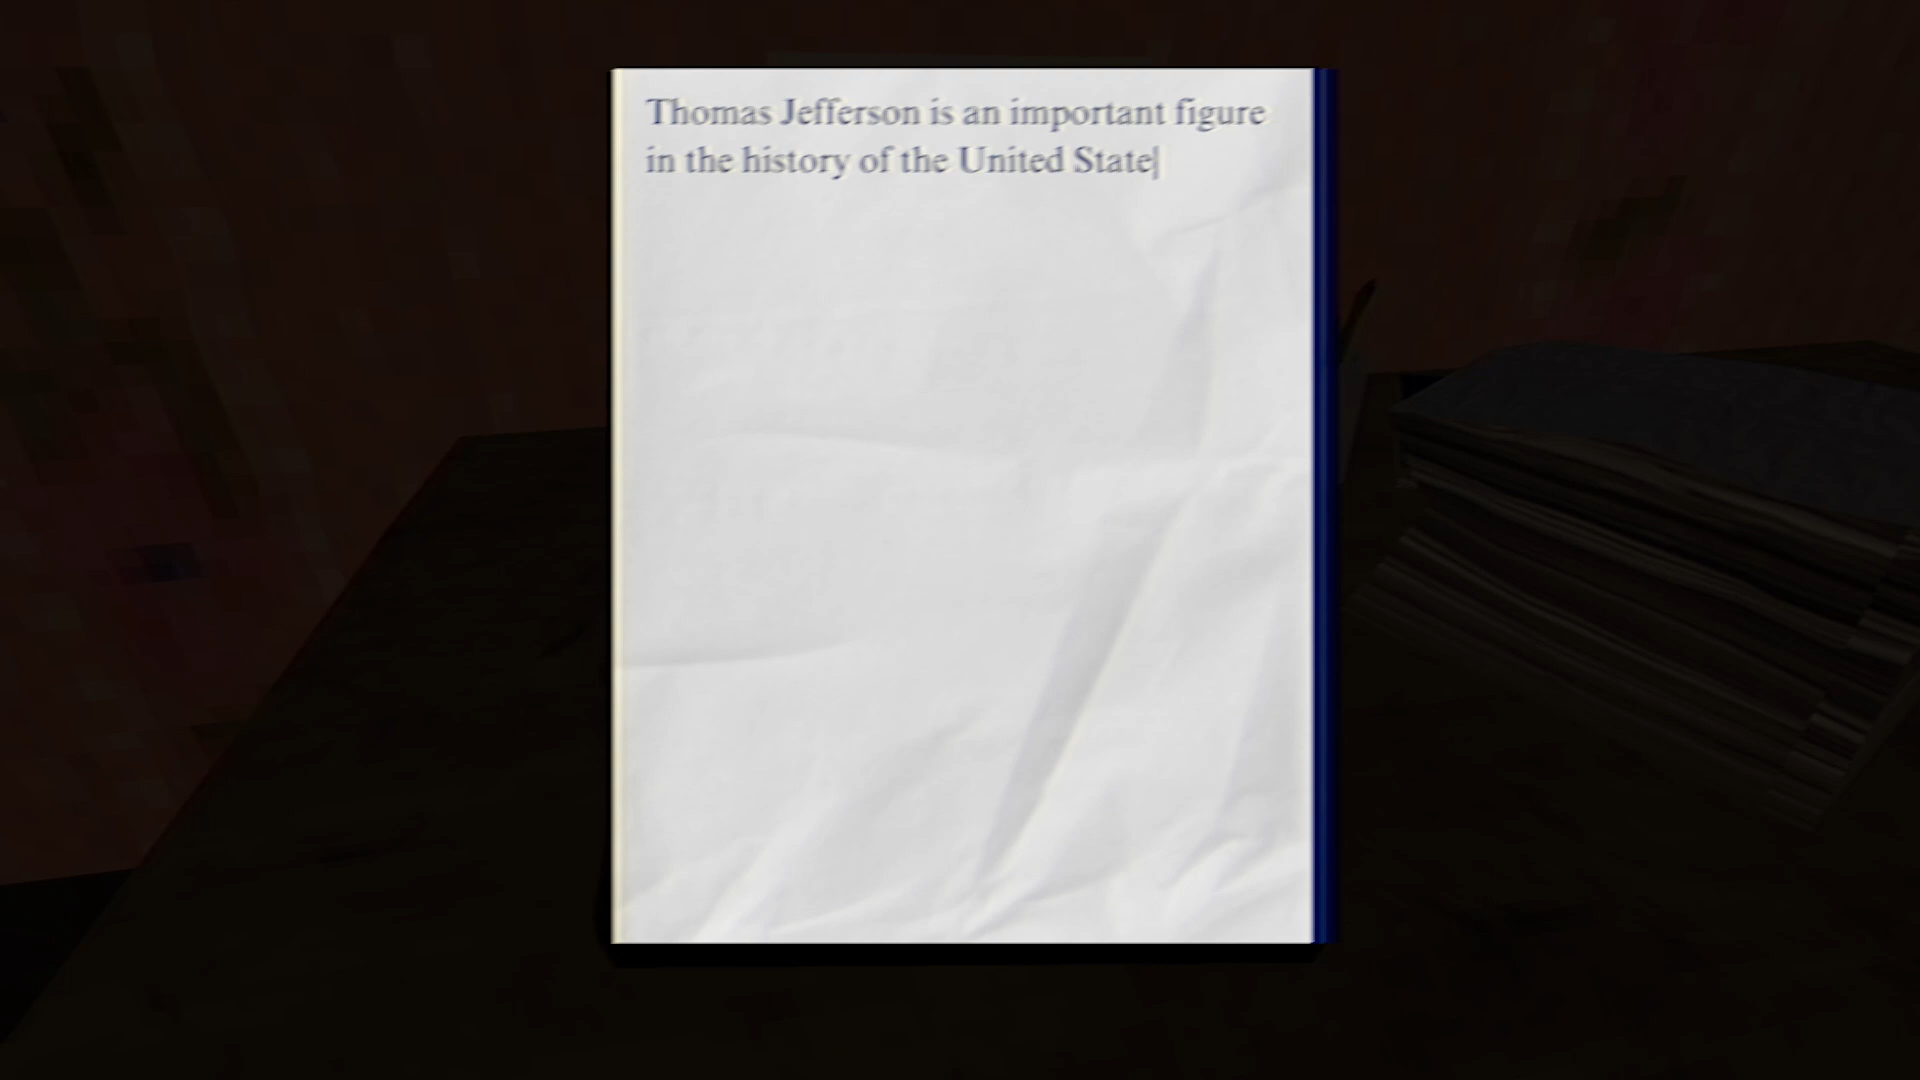 Thomas Jefferson is an important figure
in the history of the United State|